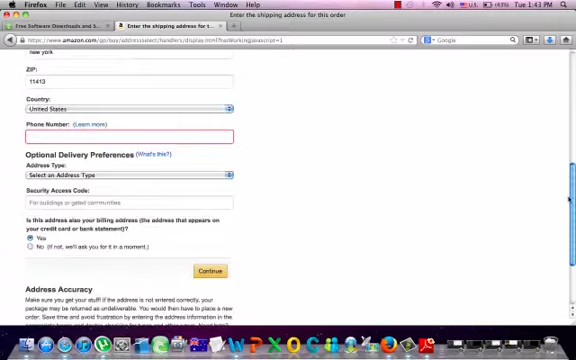 Firefox File Edit View History Bookmarks Tools Window Help
U.S. (43%) Tue 1:43 PM
Enter the shipping address for this order
Free Software Downloads and S...
Enter the shipping address for t...
https://www.amazon.com/gp/buy/addressselect/handlers/display.html?hasWorkingJavascript=1
Google
new york
ZIP:
11413
Country:
United States
Phone Number: (Learn more)
Optional Delivery Preferences (What's this?)
Address Type:
Select an Address Type
Security Access Code:
For buildings or gated communities
Is this address also your billing address (the address that appears on
your credit card or bank statement)?
Yes
No (If not, we'll ask you for it in a moment.)
Continue
Address Accuracy
Make sure you get your stuff! If the address is not entered correctly, your
package may be returned as undeliverable. You would then have to place a new
order. Save time and avoid frustration by entering the address information in the